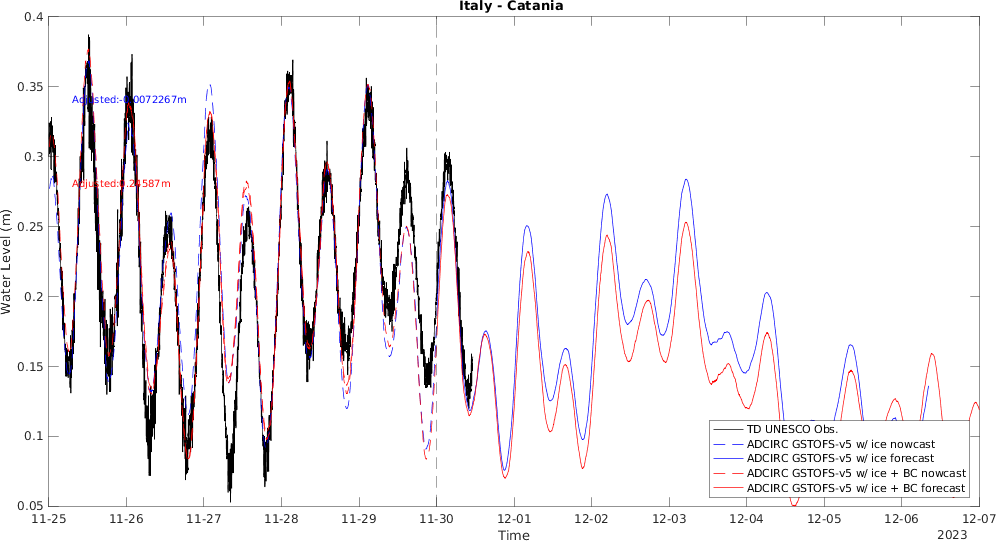 Italy - Catania
0.4
0.35
0.3
0.25
0.2
0.15
0.1
0.05
Water Level (m)
Adjusted:-0.0072267m
Adjusted:0.24587m
TD UNESCO Obs.
ADCIRC GSTOFS-v5 w/ ice nowcast
ADCIRC GSTOFS-v5 w/ ice forecast
ADCIRC GSTOFS-v5 w/ ice + BC nowcast
ADCIRC GSTOFS-v5 w/ ice + BC forecast
11-25 11-26 11-27 11-28 11-29 11-30 12-01 12-02 12-03 12-04 12-05 12-06 12-07
Time
2023